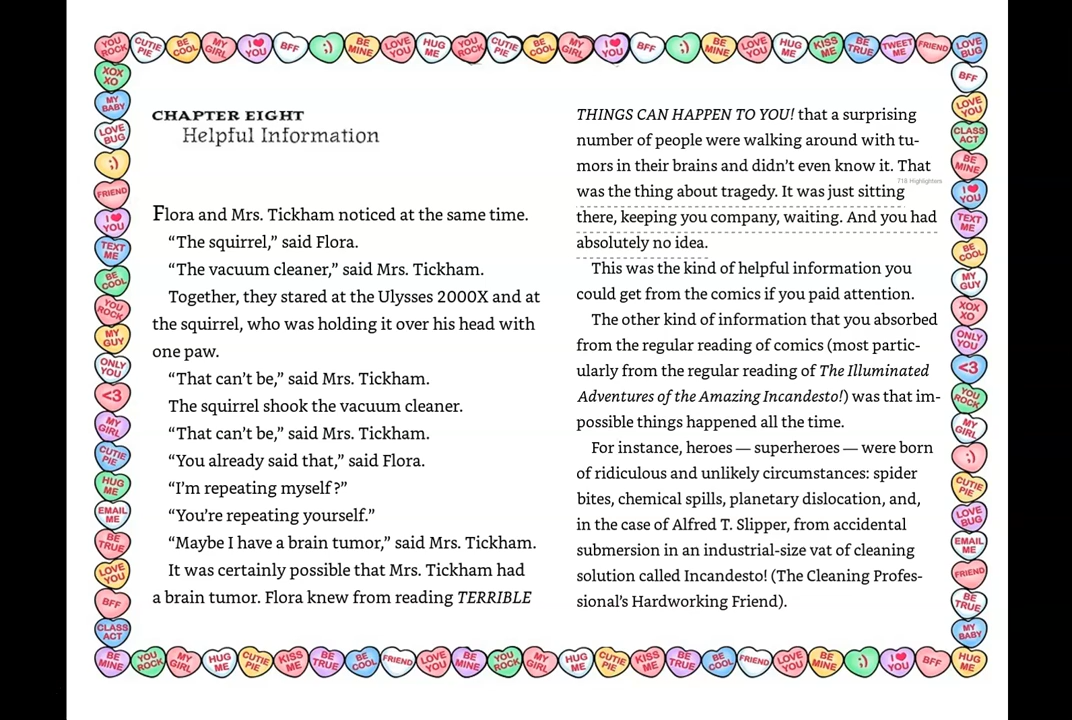 YOU ROCK CUTIE PIE BE COOL MY GIRL I ♥ YOU BFF ;) BE MINE LOVE YOU HUG ME YOU ROCK CUTIE PIE BE COOL MY GIRL I ♥ YOU BFF ;) BE MINE LOVE YOU HUG ME KISS ME BE TRUE TWEET ME FRIEND LOVE BUG
XOX XO
MY BABY
LOVE BUG
;)
FRIEND
I ♥ YOU
TEXT ME
BE COOL
YOU ROCK
MY GUY
ONLY YOU
<3
MY GIRL
CUTIE PIE
HUG ME
EMAIL ME
BE TRUE
LOVE YOU
BFF
CLASS ACT
CHAPTER EIGHT
Helpful Information
Flora and Mrs. Tickham noticed at the same time.
“The squirrel,” said Flora.
“The vacuum cleaner,” said Mrs. Tickham.
Together, they stared at the Ulysses 2000X and at
the squirrel, who was holding it over his head with
one paw.
“That can’t be,” said Mrs. Tickham.
The squirrel shook the vacuum cleaner.
“That can’t be,” said Mrs. Tickham.
“You already said that,” said Flora.
“I’m repeating myself?”
“You’re repeating yourself.”
“Maybe I have a brain tumor,” said Mrs. Tickham.
It was certainly possible that Mrs. Tickham had
a brain tumor. Flora knew from reading TERRIBLE
THINGS CAN HAPPEN TO YOU! that a surprising
number of people were walking around with tu-
mors in their brains and didn’t even know it. That
718 Highlighters
was the thing about tragedy. It was just sitting
there, keeping you company, waiting. And you had
absolutely no idea.
This was the kind of helpful information you
could get from the comics if you paid attention.
The other kind of information that you absorbed
from the regular reading of comics (most partic-
ularly from the regular reading of The Illuminated
Adventures of the Amazing Incandesto!) was that im-
possible things happened all the time.
For instance, heroes — superheroes — were born
of ridiculous and unlikely circumstances: spider
bites, chemical spills, planetary dislocation, and,
in the case of Alfred T. Slipper, from accidental
submersion in an industrial-size vat of cleaning
solution called Incandesto! (The Cleaning Profes-
sional’s Hardworking Friend).
BFF
LOVE YOU
CLASS ACT
BE MINE
I ♥ YOU
TEXT ME
BE COOL
MY GUY
XOX XO
ONLY YOU
<3
YOU ROCK
MY GIRL
;)
CUTIE PIE
LOVE BUG
EMAIL ME
FRIEND
BE TRUE
MY BABY
BE MINE YOU ROCK MY GIRL HUG ME CUTIE PIE KISS ME BE TRUE BE COOL FRIEND LOVE YOU BE MINE YOU ROCK MY GIRL HUG ME CUTIE PIE KISS ME BE TRUE BE COOL FRIEND LOVE YOU BE MINE ;) I ♥ YOU BFF HUG ME